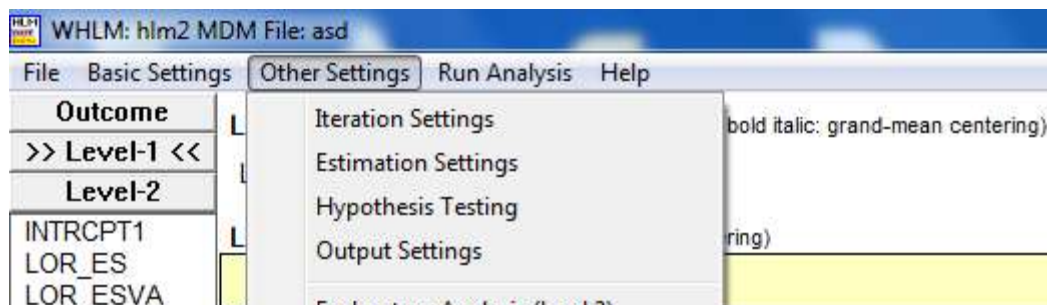 WHLM: hlm2 MDM File: asd
File Basic Settings Other Settings Run Analysis Help
Outcome
>> Level-1 <<
Level-2
INTRCPT1
LOR_ES
LOR_ESVA
Iteration Settings
Estimation Settings
Hypothesis Testing
Output Settings
bold italic: grand-mean centering)
ring)